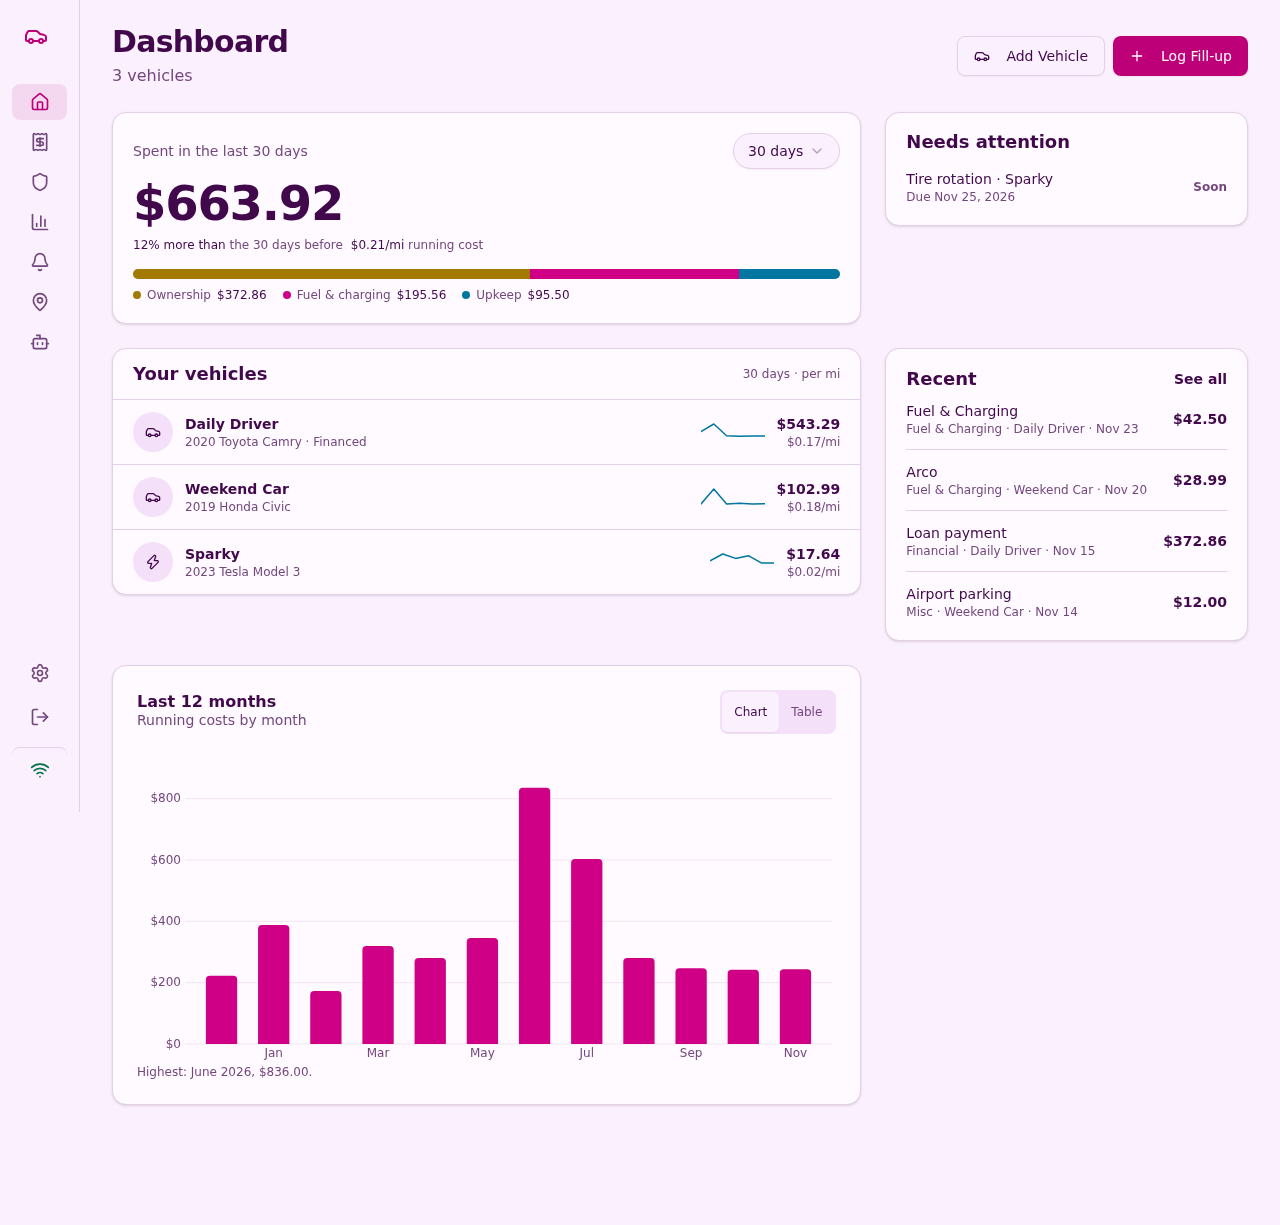 Dashboard
3 vehicles
Add Vehicle
Log Fill-up
Spent in the last 30 days
30 days
$663.92
12% more than the 30 days before $0.21/mi running cost
Ownership $372.86 Fuel & charging $195.56 Upkeep $95.50
Needs attention
Tire rotation · Sparky
Due Nov 25, 2026
Soon
Your vehicles
30 days · per mi
Daily Driver
2020 Toyota Camry · Financed
$543.29
$0.17/mi
Weekend Car
2019 Honda Civic
$102.99
$0.18/mi
Sparky
2023 Tesla Model 3
$17.64
$0.02/mi
Recent
See all
Fuel & Charging
Fuel & Charging · Daily Driver · Nov 23
$42.50
Arco
Fuel & Charging · Weekend Car · Nov 20
$28.99
Loan payment
Financial · Daily Driver · Nov 15
$372.86
Airport parking
Misc · Weekend Car · Nov 14
$12.00
Last 12 months
Running costs by month
Chart
Table
$800
$600
$400
$200
$0
Jan Mar May Jul Sep Nov
Highest: June 2026, $836.00.